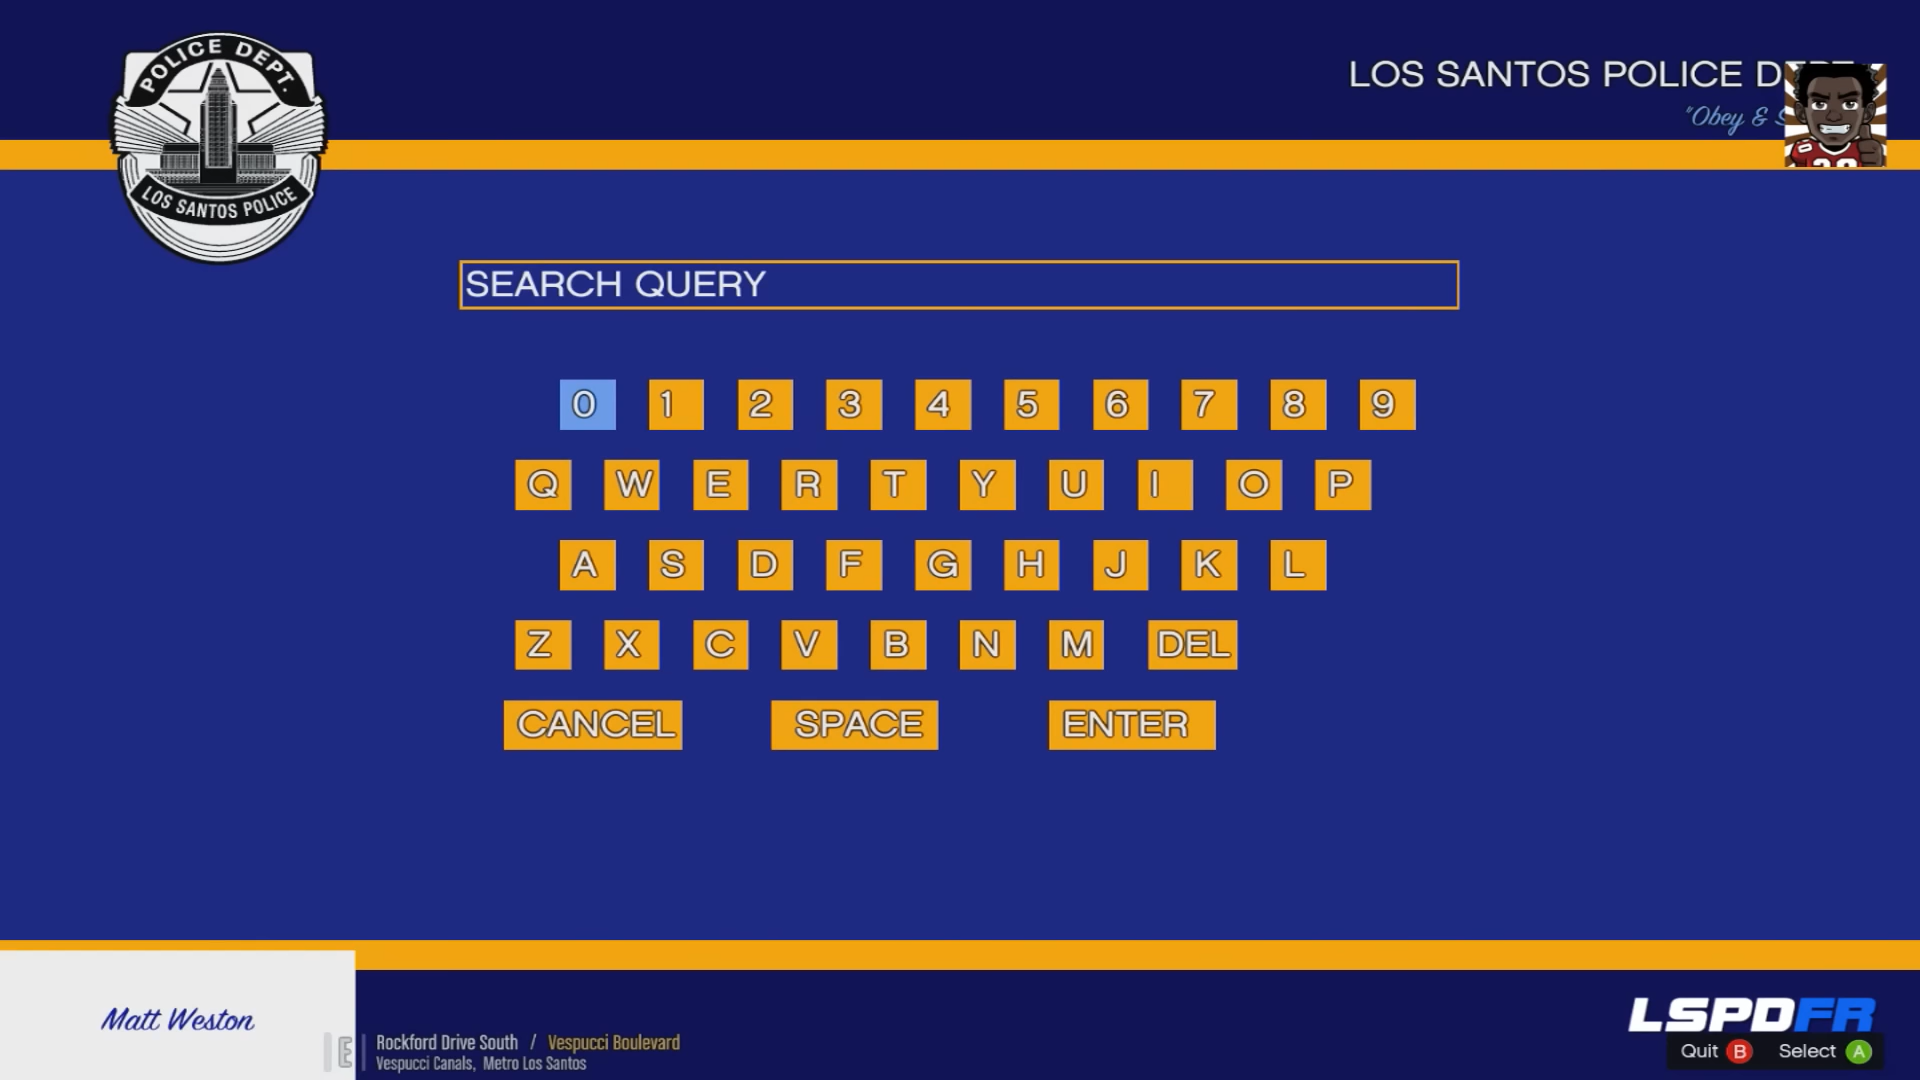 POLICE DEPT.
LOS SANTOS POLICE
LOS SANTOS POLICE
"Obey &
SEARCH QUERY
0 1 2 3 4 5 6 7 8 9
Q W E R T Y U I O P
A S D F G H J K L
Z X C V B N M DEL
CANCEL SPACE ENTER
Matt Weston
E
Rockford Drive South / Vespucci Boulevard
Vespucci Canals, Metro Los Santos
LSPDFR
Quit B Select A